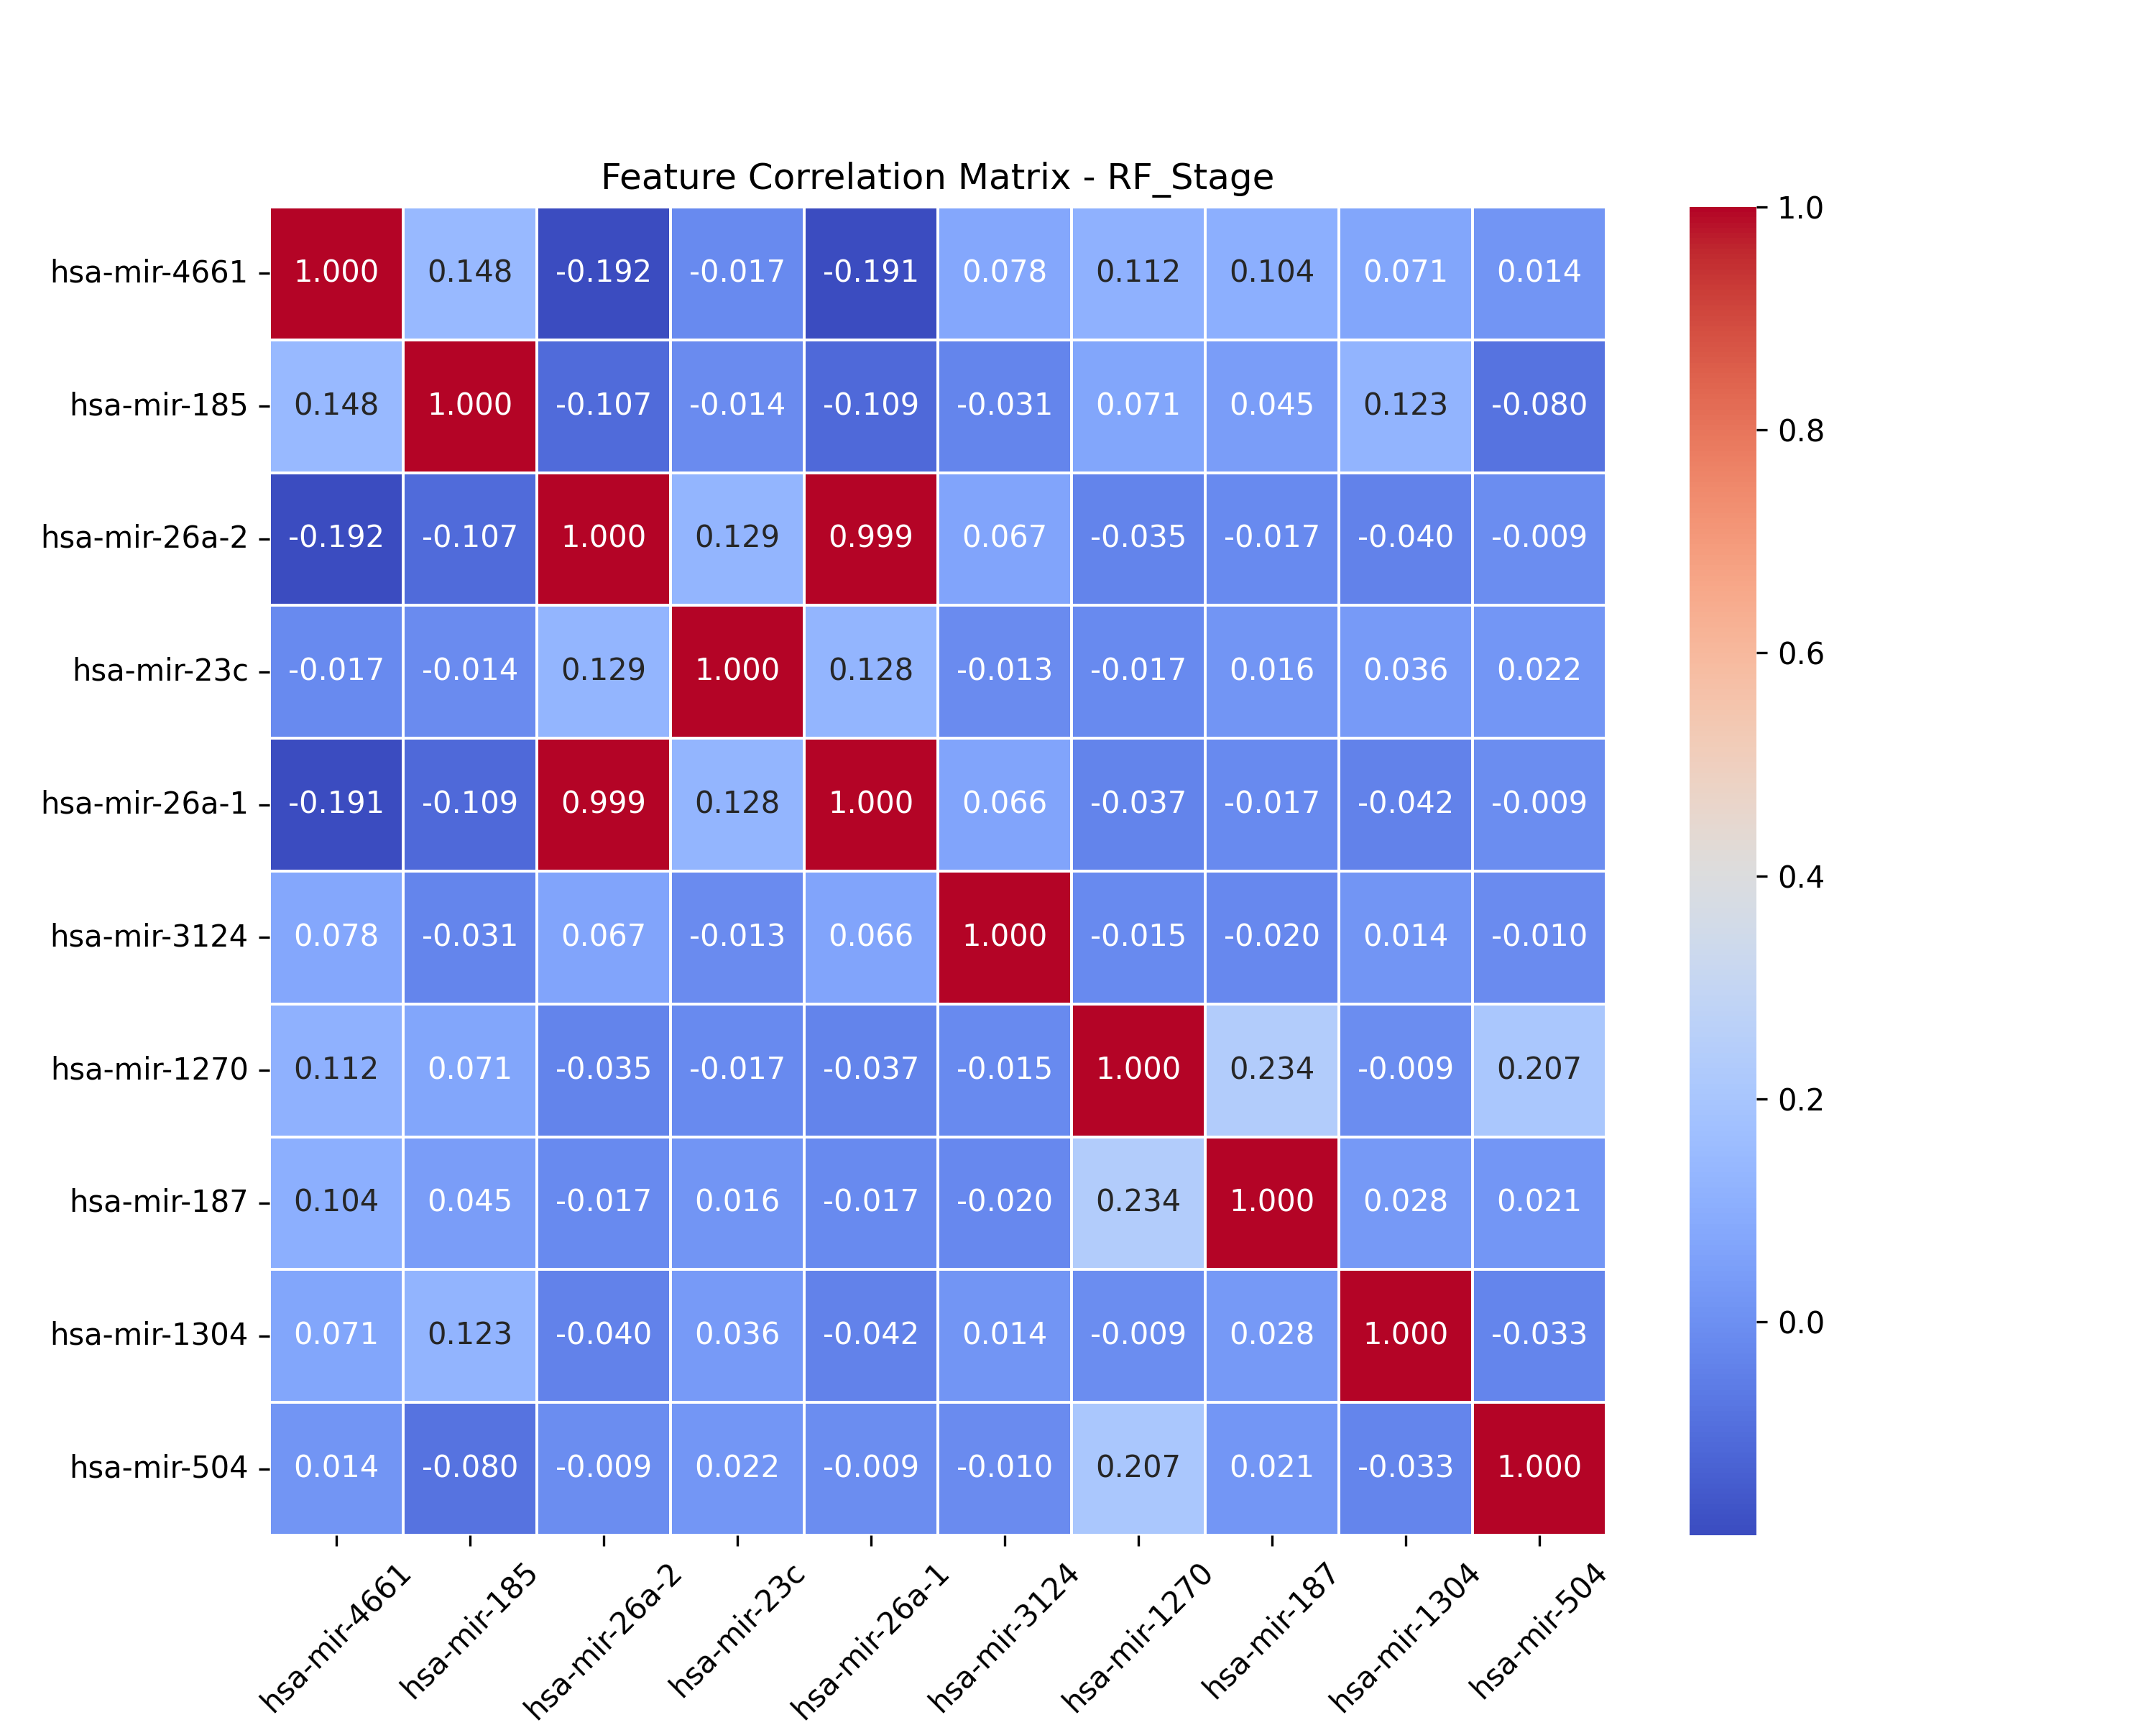 Feature Correlation Matrix - RF_Stage
hsa-mir-4661 1.000 0.148 -0.192 -0.017 -0.191 0.078 0.112 0.104 0.071 0.014
hsa-mir-185 0.148 1.000 -0.107 -0.014 -0.109 -0.031 0.071 0.045 0.123 -0.080
hsa-mir-26a-2 -0.192 -0.107 1.000 0.129 0.999 0.067 -0.035 -0.017 -0.040 -0.009
hsa-mir-23c -0.017 -0.014 0.129 1.000 0.128 -0.013 -0.017 0.016 0.036 0.022
hsa-mir-26a-1 -0.191 -0.109 0.999 0.128 1.000 0.066 -0.037 -0.017 -0.042 -0.009
hsa-mir-3124 0.078 -0.031 0.067 -0.013 0.066 1.000 -0.015 -0.020 0.014 -0.010
hsa-mir-1270 0.112 0.071 -0.035 -0.017 -0.037 -0.015 1.000 0.234 -0.009 0.207
hsa-mir-187 0.104 0.045 -0.017 0.016 -0.017 -0.020 0.234 1.000 0.028 0.021
hsa-mir-1304 0.071 0.123 -0.040 0.036 -0.042 0.014 -0.009 0.028 1.000 -0.033
hsa-mir-504 0.014 -0.080 -0.009 0.022 -0.009 -0.010 0.207 0.021 -0.033 1.000
hsa-mir-4661 hsa-mir-185 hsa-mir-26a-2 hsa-mir-23c hsa-mir-26a-1 hsa-mir-3124 hsa-mir-1270 hsa-mir-187 hsa-mir-1304 hsa-mir-504
1.0
0.8
0.6
0.4
0.2
0.0